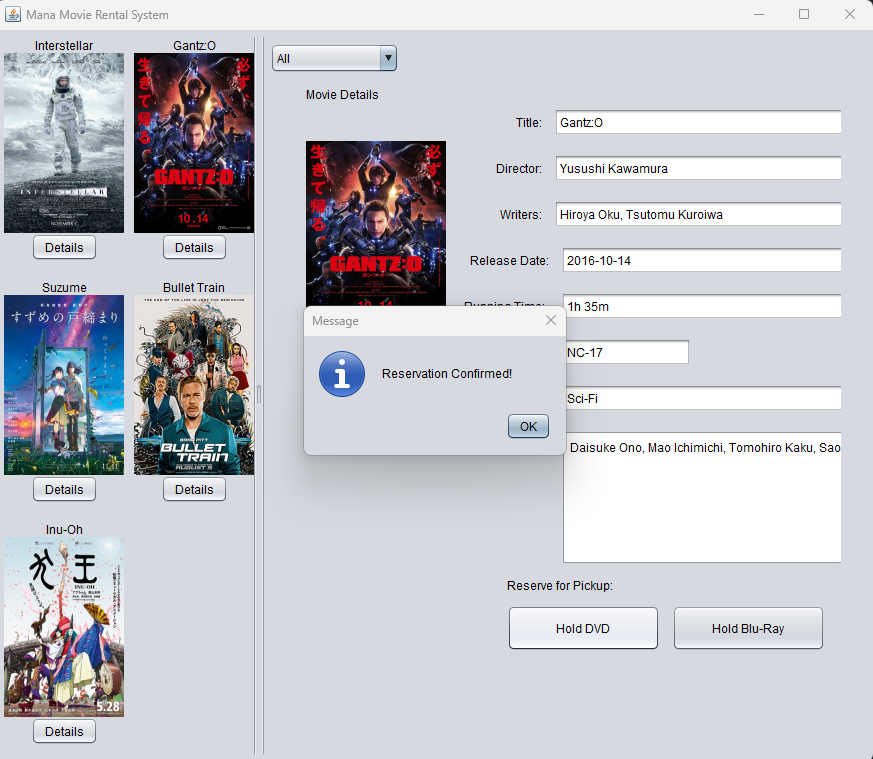 Mana Movie Rental System
Interstellar
Gantz:O
INTERSTELLAR
必ず、
生きて帰る。
GANTZ:O
10.14
Details
Details
Suzume
Bullet Train
すずめの戸締まり
BRAD PITT
BULLET
TRAIN
AUGUST 5
Details
Details
Inu-Oh
犬王
INU-OH
5.28
Details
All
Movie Details
必ず、
生きて帰る。
GANTZ:O
10.14
Title:
Gantz:O
Director:
Yusushi Kawamura
Writers:
Hiroya Oku, Tsutomu Kuroiwa
Release Date:
2016-10-14
Running Time:
1h 35m
NC-17
Sci-Fi
Daisuke Ono, Mao Ichimichi, Tomohiro Kaku, Sao
Message
Reservation Confirmed!
OK
Reserve for Pickup:
Hold DVD
Hold Blu-Ray